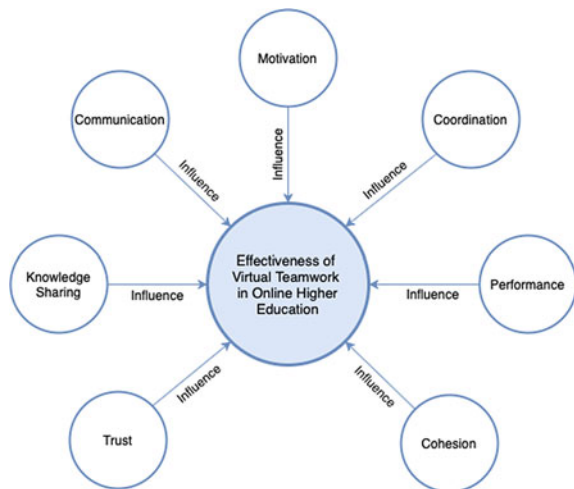 Motivation
Communication
Coordination
Influence
Influence
Influence
Effectiveness of
Virtual Teamwork
in Online Higher
Education
Knowledge
Sharing
Influence
Performance
Influence
Influence
Influence
Trust
Cohesion